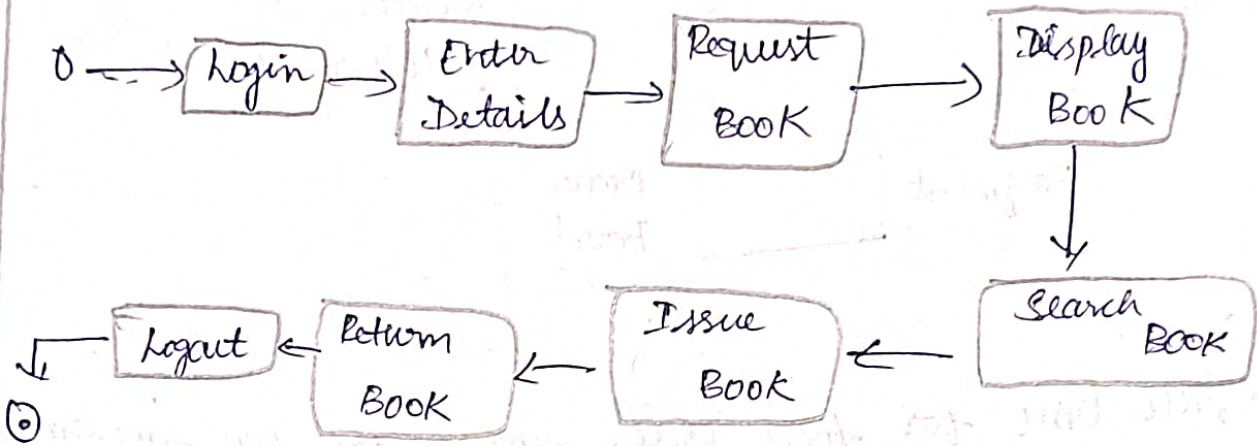 Login
Enter
Details
Request
BOOK
Display
BOOK
Search
BOOK
Issue
BOOK
Return
BOOK
Logout